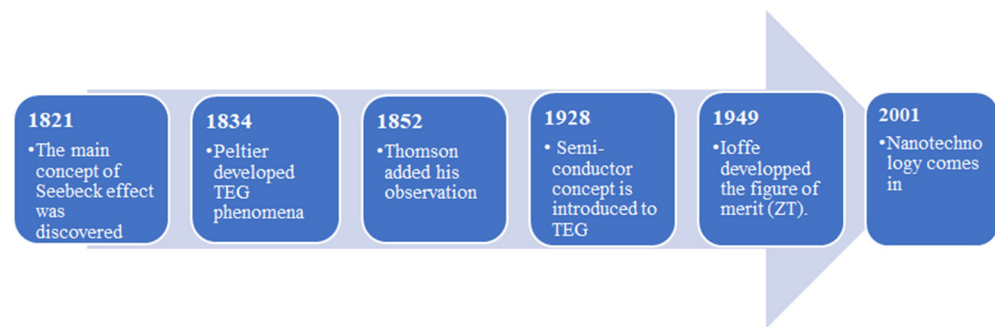 1821
•The main
concept of
Seebeck effect
was
discovered
1834
•Peltier
developed
TEG
phenomena
1852
•Thomson
added his
observation
1928
• Semi-
conductor
concept is
introduced to
TEG
1949
•Ioffe
developped
the figure of
merit (ZT).
2001
•Nanotechno
logy comes
in